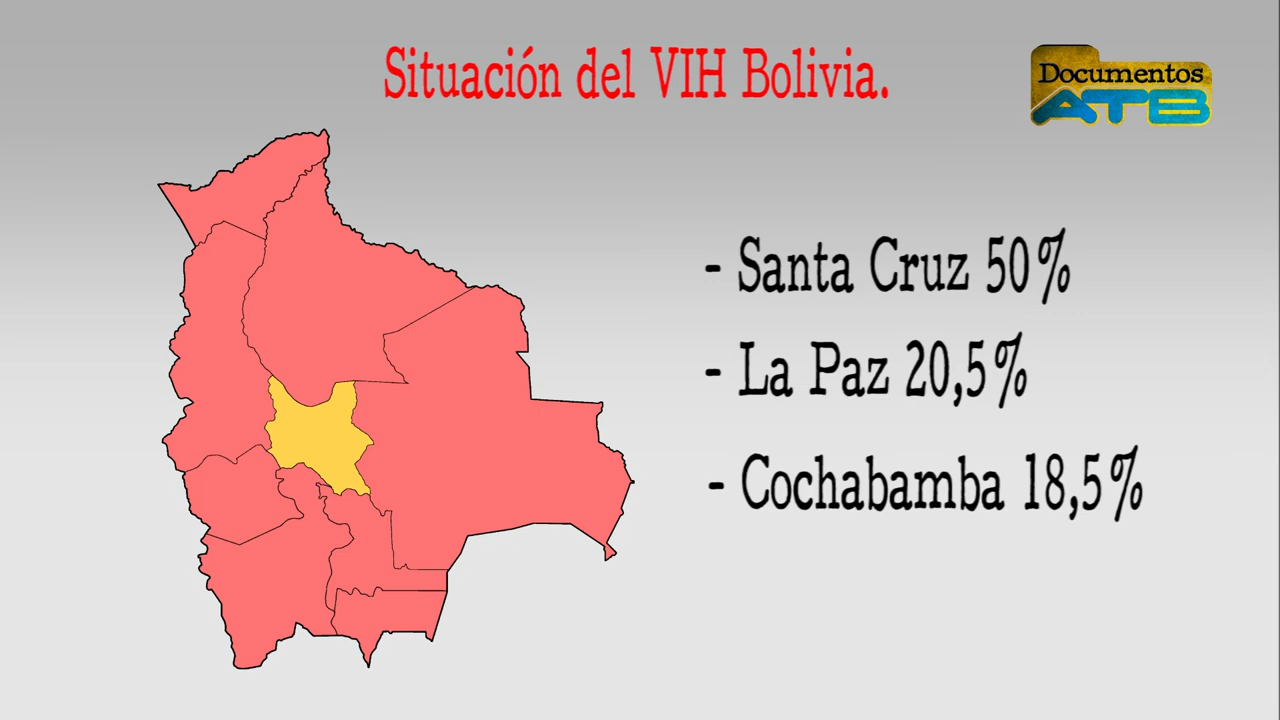 Situación del VIH Bolivia.
Documentos
ATB
- Santa Cruz 50%
- La Paz 20,5%
- Cochabamba 18,5%